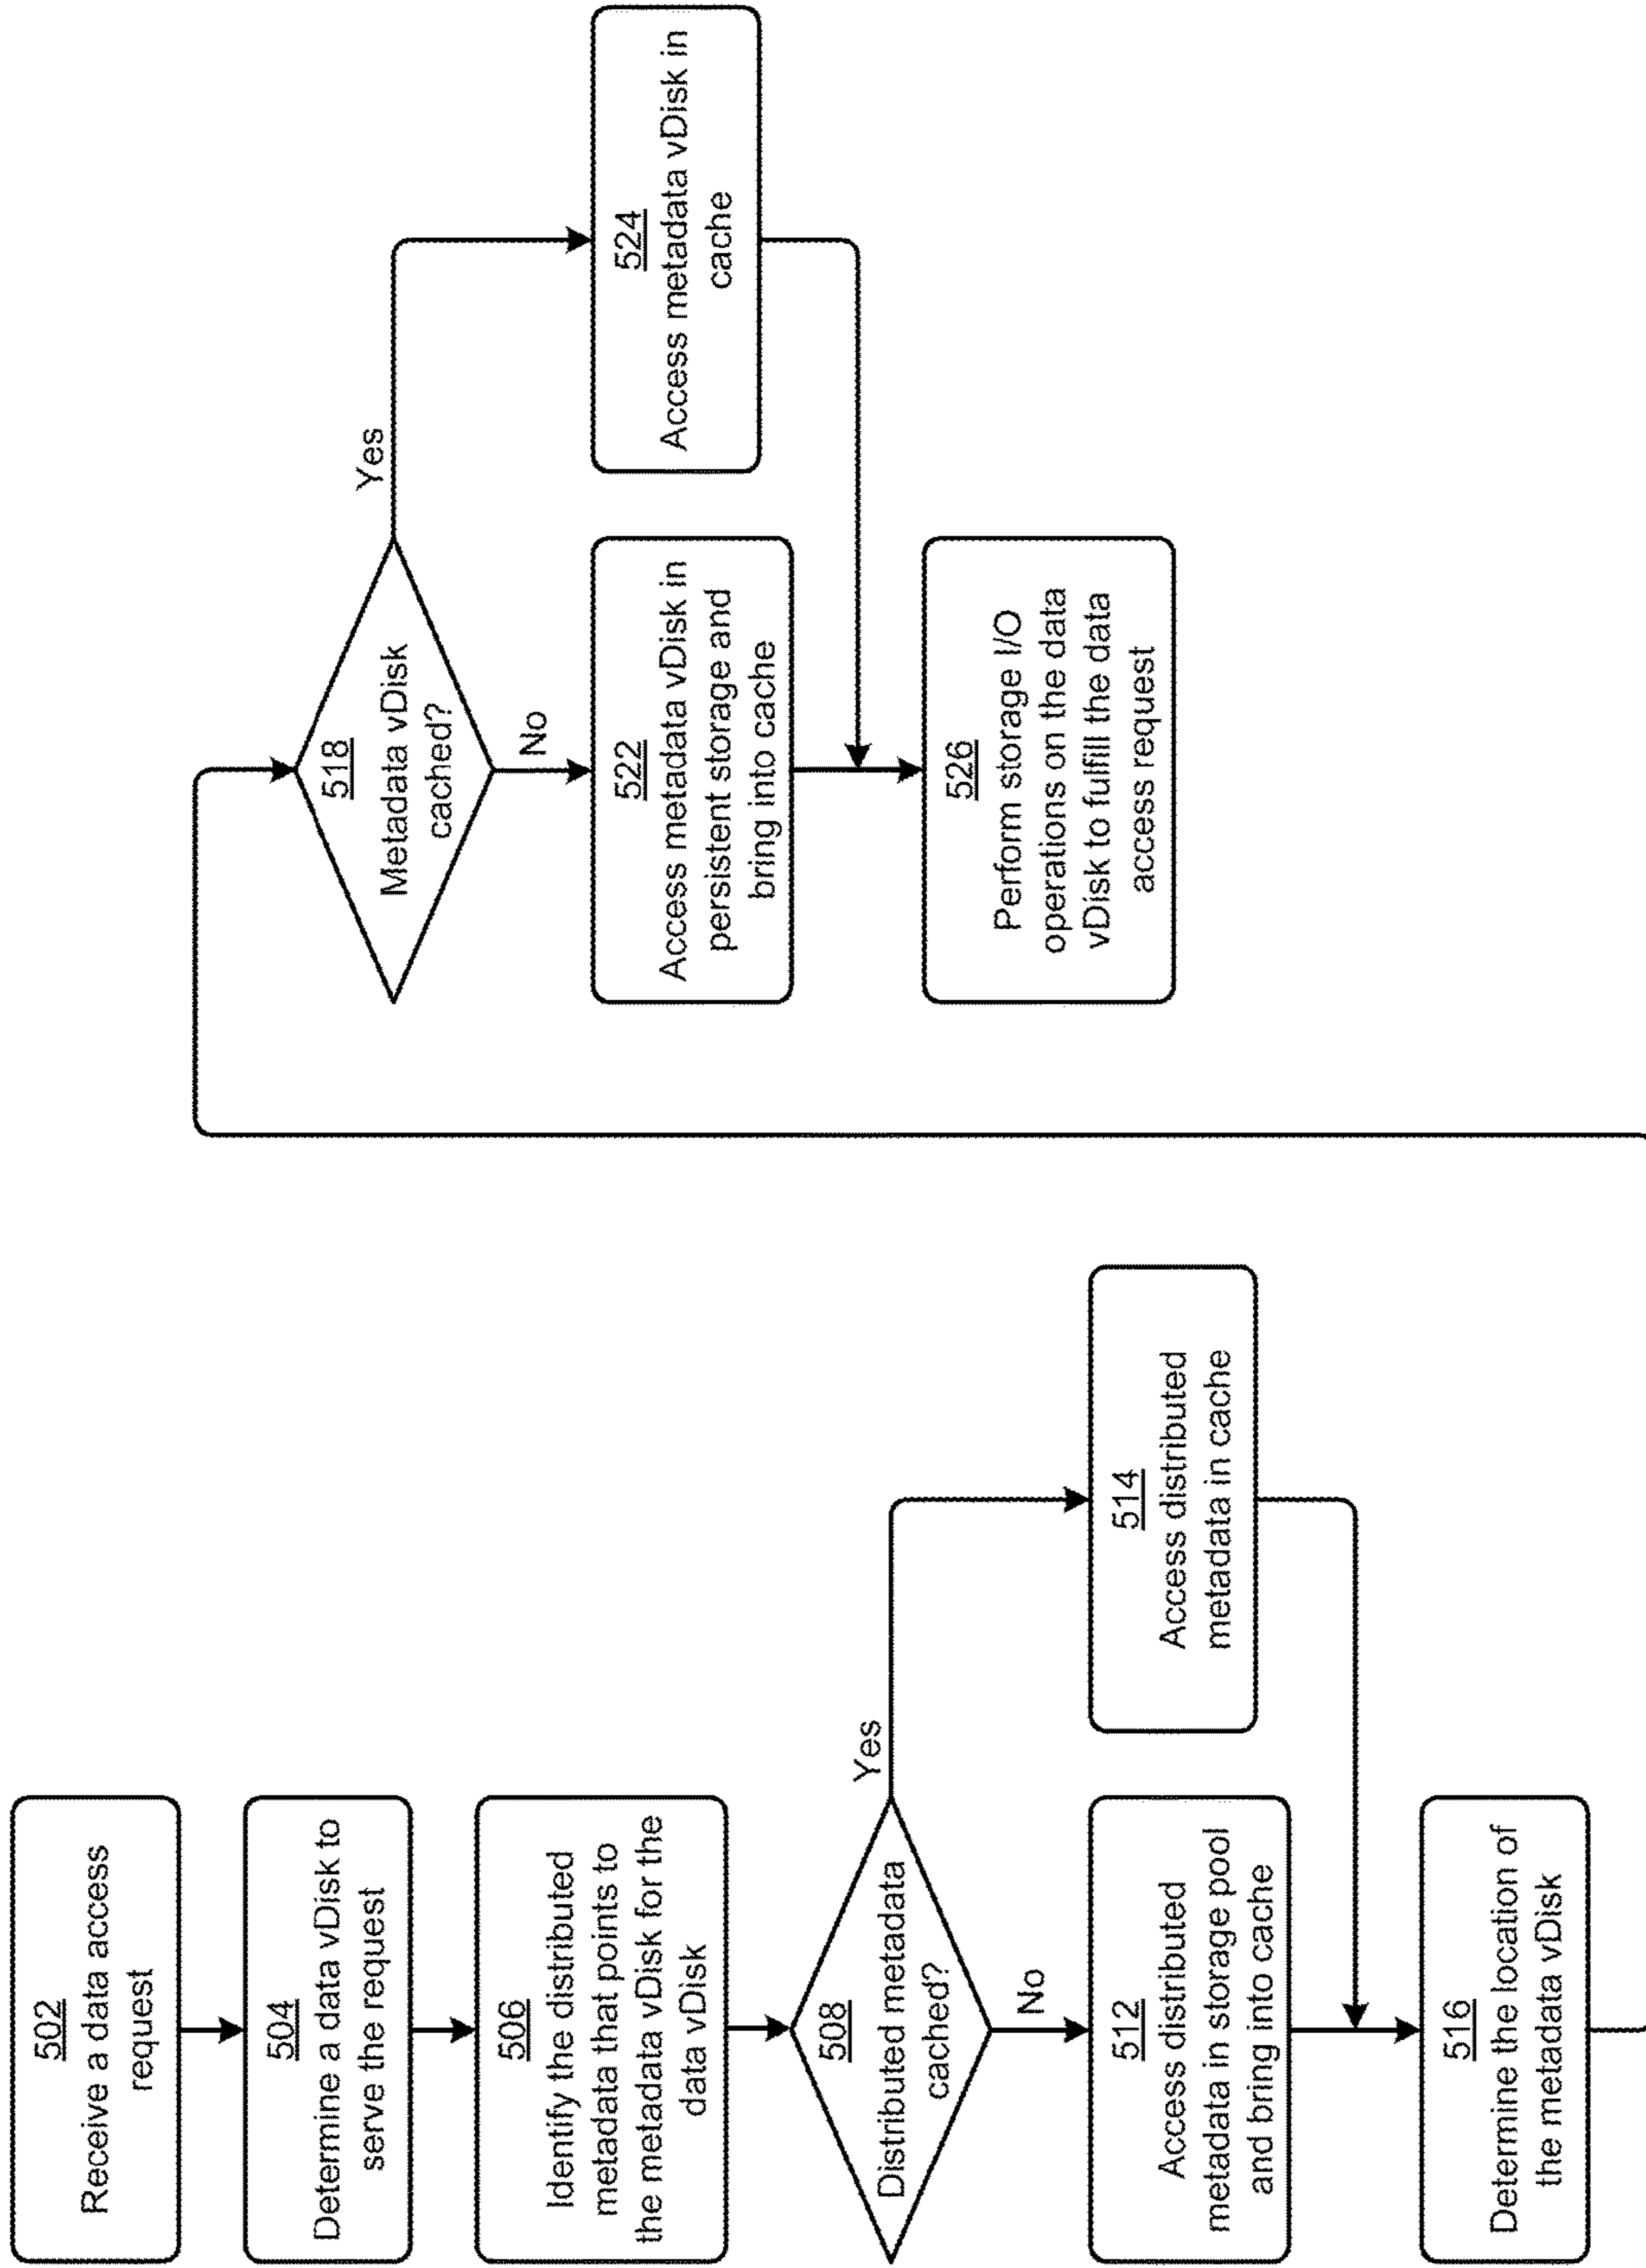 502
Receive a data access
request
504
Determine a data vDisk to
serve the request
506
Identify the distributed
metadata that points to
the metadata vDisk for the
data vDisk
508
Distributed metadata
cached?
Yes
No
512
Access distributed
metadata in storage pool
and bring into cache
514
Access distributed
metadata in cache
516
Determine the location of
the metadata vDisk
518
Metadata vDisk
cached?
Yes
No
522
Access metadata vDisk in
persistent storage and
bring into cache
524
Access metadata vDisk in
cache
526
Perform storage I/O
operations on the data
vDisk to fulfill the data
access request